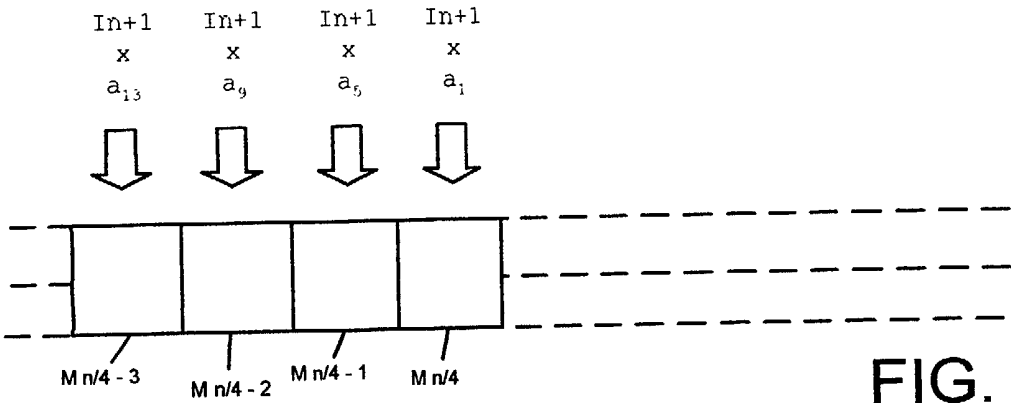 In+1 In+1 In+1 In+1
x x x x
a₁₃ a₉ a₅ a₁
M n/4 - 3 M n/4 - 2 M n/4 - 1 M n/4
FIG.